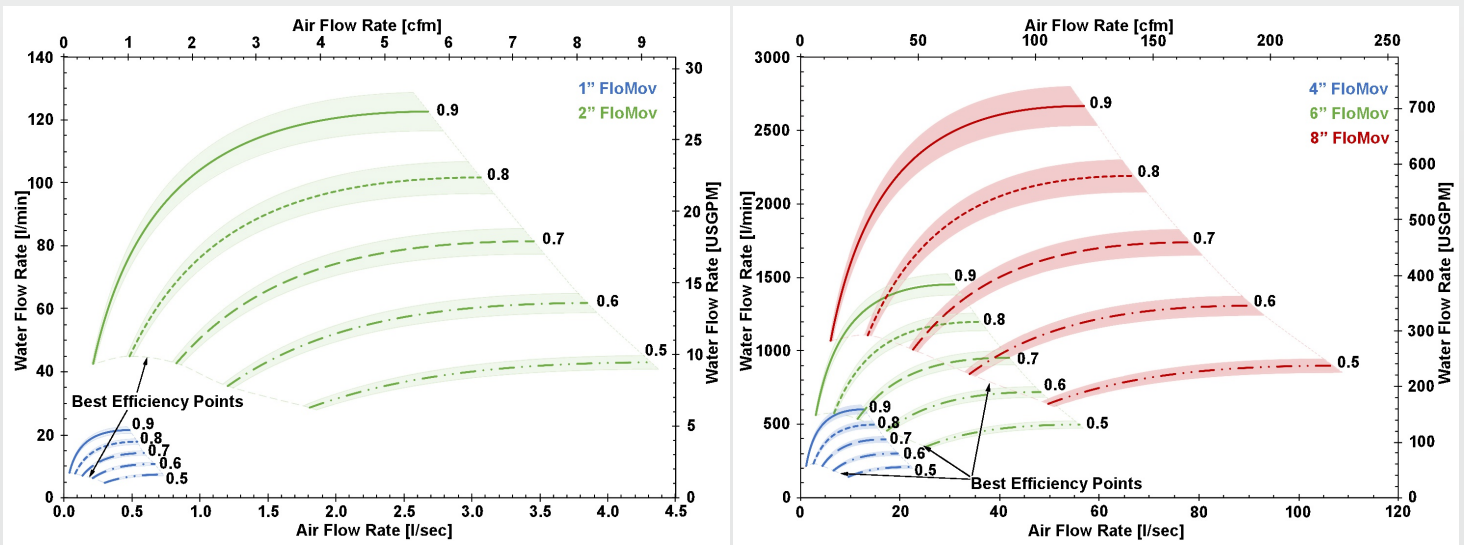 Air Flow Rate [cfm]
0 1 2 3 4 5 6 7 8 9
140 30
1” FloMov
2” FloMov
120 0.9
25
100 0.8
20
80 0.7
15
60 0.6
0.5
40 10
Best Efficiency Points
0.9
20 0.8 5
0.7
0.6
0.5
0 0
0.0 0.5 1.0 1.5 2.0 2.5 3.0 3.5 4.0 4.5
Air Flow Rate [l/sec]
Water Flow Rate [l/min]
Water Flow Rate [USGPM]
Air Flow Rate [cfm]
0 50 100 150 200 250
3000
4” FloMov
6” FloMov
8” FloMov
0.9 700
2500
600
0.8
2000 500
0.7
1500 0.9 400
0.6
0.8 300
1000 0.7 0.5
0.6 200
0.9
500 0.8 0.5
0.7 100
0.6
0.5
Best Efficiency Points
0 0
0 20 40 60 80 100 120
Air Flow Rate [l/sec]
Water Flow Rate [l/min]
Water Flow Rate [USGPM]